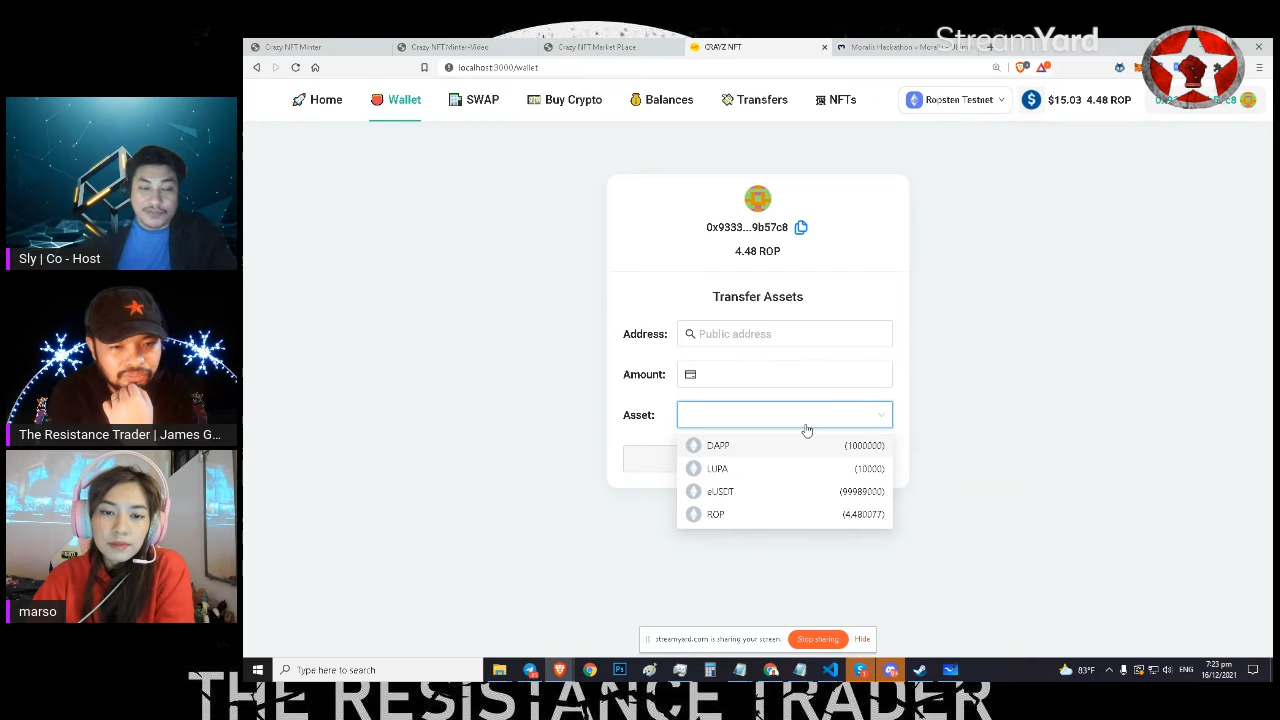 StreamYard
Crazy NFT Minter
Crazy NFT Minter-Video
Crazy NFT Market Place
CRAYZ NFT
localhost:3000/wallet
Home
Wallet
SWAP
Buy Crypto
Balances
Transfers
NFTs
Ropsten Testnet
$15.03 4.48 ROP
0x9333...9b57c8
4.48 ROP
Transfer Assets
Address:
Public address
Amount:
Asset:
DAPP (1000000)
LUPA (10000)
eUSDT (99989000)
ROP (4.480077)
Sly | Co - Host
The Resistance Trader | James G...
marso
streamyard.com is sharing your screen.
Stop sharing
Hide
Type here to search
83°F
ENG
7:23 pm
16/12/2021
THE RESISTANCE TRADER